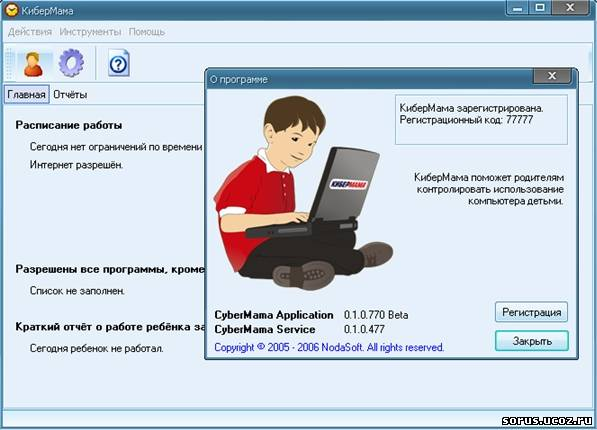 КиберМама
Действия Инструменты Помощь
Главная Отчёты
Расписание работы
Сегодня нет ограничений по времени
Интернет разрешён.
Разрешены все программы, кроме
Список не заполнен.
Краткий отчёт о работе ребёнка за
Сегодня ребенок не работал.
О программе
КиберМама зарегистрирована.
Регистрационный код: 77777
КИБЕРМАМА
КиберМама поможет родителям
контролировать использование
компьютера детьми.
CyberMama Application 0.1.0.770 Beta
CyberMama Service 0.1.0.477
Copyright © 2005 - 2006 NodaSoft. All rights reserved.
Регистрация
Закрыть
sorus.ucoz.ru